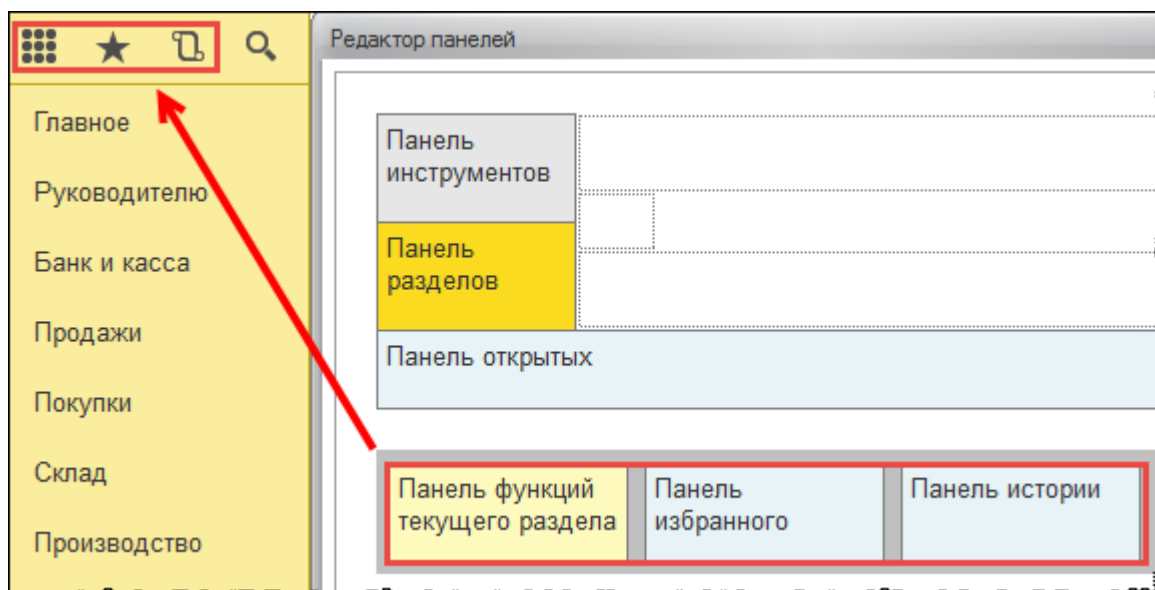 Редактор панелей
Главное
Руководителю
Банк и касса
Продажи
Покупки
Склад
Производство
Панель
инструментов
Панель
разделов
Панель открытых
Панель функций
текущего раздела
Панель
избранного
Панель истории